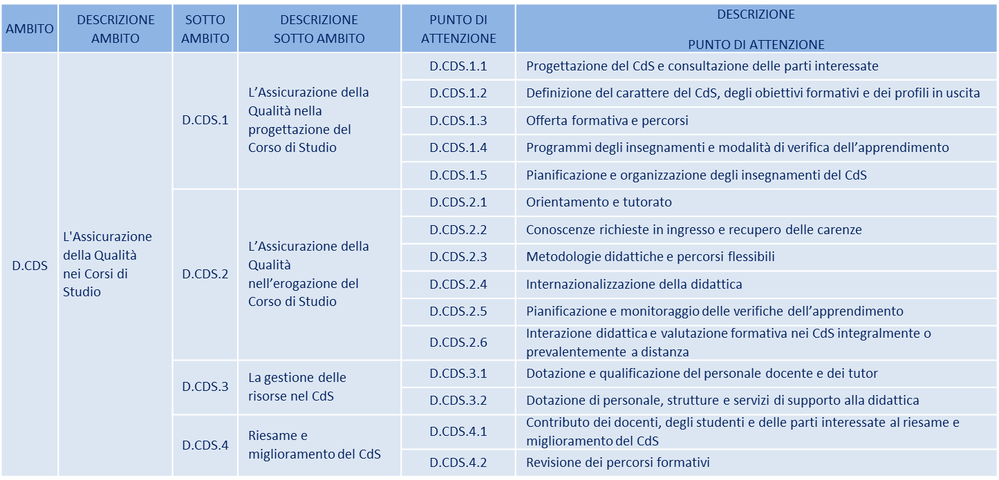 AMBITO
DESCRIZIONE
AMBITO
SOTTO
AMBITO
DESCRIZIONE
SOTTO AMBITO
PUNTO DI
ATTENZIONE
DESCRIZIONE
PUNTO DI ATTENZIONE
D.CDS
L'Assicurazione
della Qualità
nei Corsi di
Studio
D.CDS.1
L’Assicurazione della
Qualità nella
progettazione del
Corso di Studio
D.CDS.1.1
Progettazione del CdS e consultazione delle parti interessate
D.CDS.1.2
Definizione del carattere del CdS, degli obiettivi formativi e dei profili in uscita
D.CDS.1.3
Offerta formativa e percorsi
D.CDS.1.4
Programmi degli insegnamenti e modalità di verifica dell’apprendimento
D.CDS.1.5
Pianificazione e organizzazione degli insegnamenti del CdS
D.CDS.2
L’Assicurazione della
Qualità
nell’erogazione del
Corso di Studio
D.CDS.2.1
Orientamento e tutorato
D.CDS.2.2
Conoscenze richieste in ingresso e recupero delle carenze
D.CDS.2.3
Metodologie didattiche e percorsi flessibili
D.CDS.2.4
Internazionalizzazione della didattica
D.CDS.2.5
Pianificazione e monitoraggio delle verifiche dell’apprendimento
D.CDS.2.6
Interazione didattica e valutazione formativa nei CdS integralmente o
prevalentemente a distanza
D.CDS.3
La gestione delle
risorse nel CdS
D.CDS.3.1
Dotazione e qualificazione del personale docente e dei tutor
D.CDS.3.2
Dotazione di personale, strutture e servizi di supporto alla didattica
D.CDS.4
Riesame e
miglioramento del CdS
D.CDS.4.1
Contributo dei docenti, degli studenti e delle parti interessate al riesame e
miglioramento del CdS
D.CDS.4.2
Revisione dei percorsi formativi